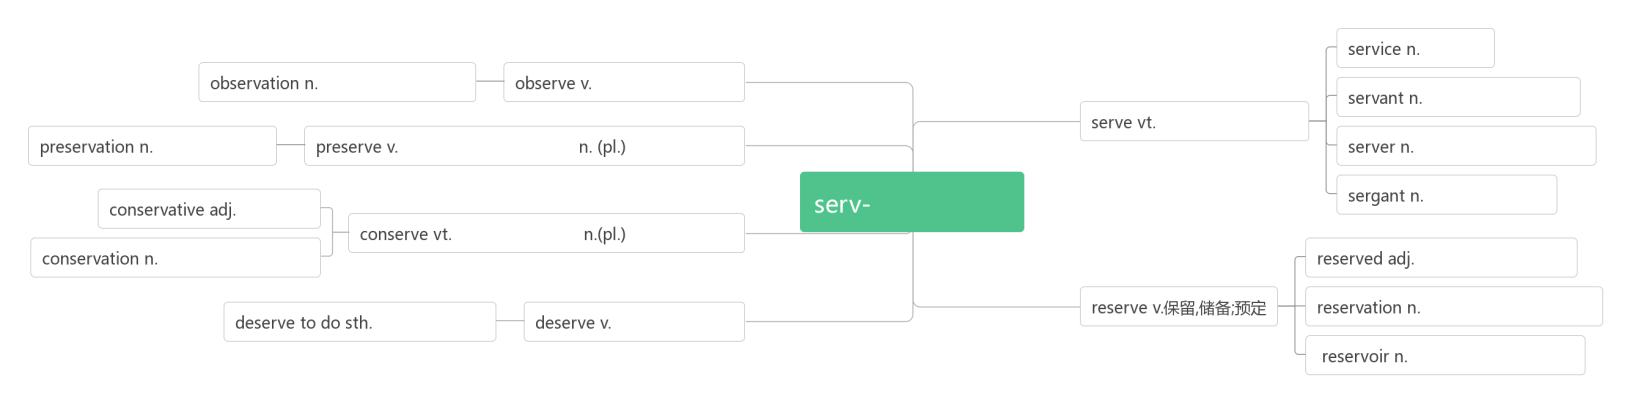 serv-
observe v.
observation n.
preserve v. n. (pl.)
preservation n.
conserve vt. n.(pl.)
conservative adj.
conservation n.
deserve v.
deserve to do sth.
serve vt.
service n.
servant n.
server n.
sergant n.
reserve v.保留,储备;预定
reserved adj.
reservation n.
reservoir n.